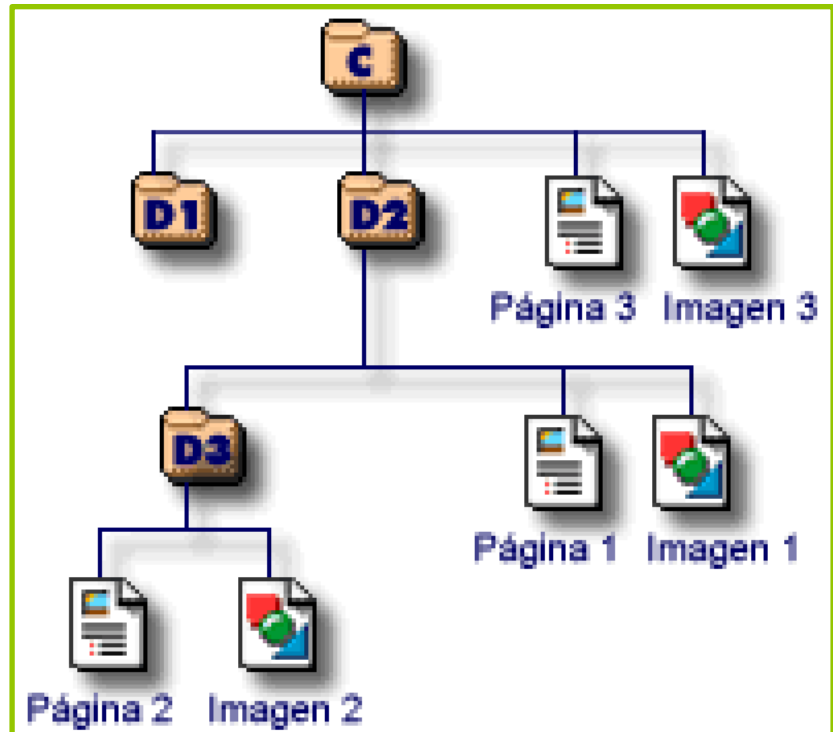 C
D1 D2
Página 3 Imagen 3
D3
Página 1 Imagen 1
Página 2 Imagen 2